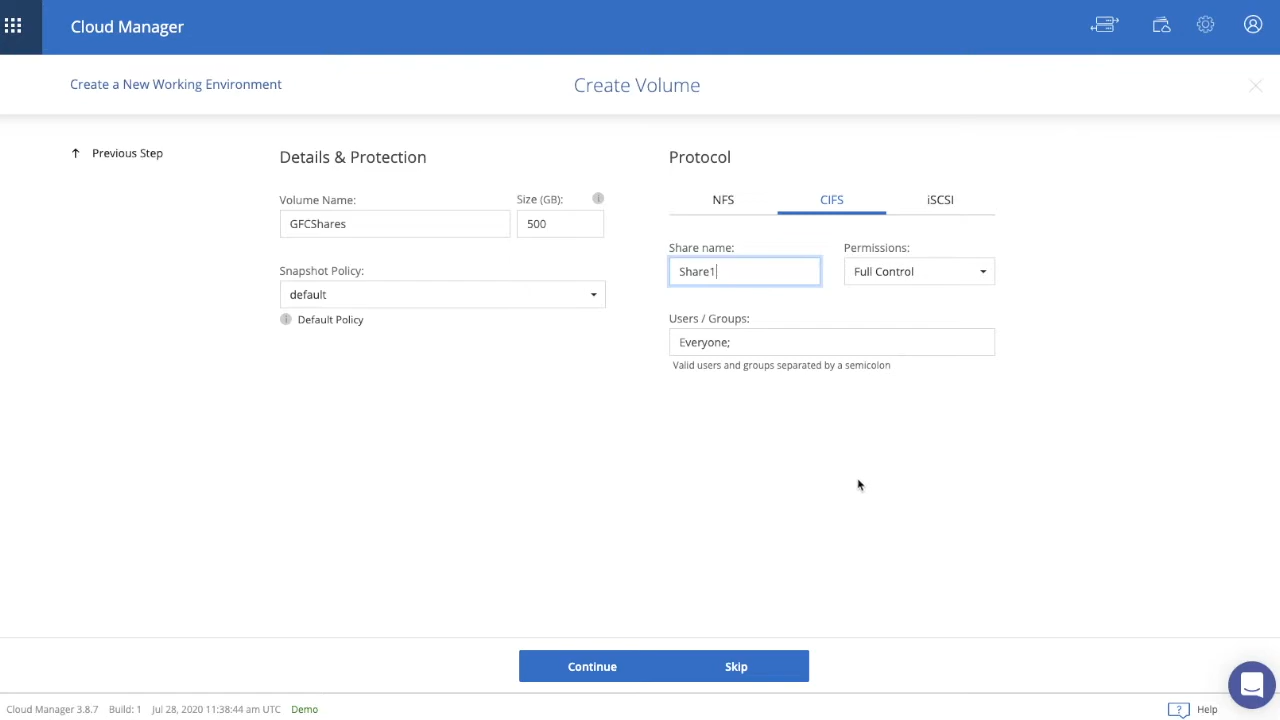 Cloud Manager
Create a New Working Environment
Create Volume
Previous Step
Details & Protection
Volume Name:
Size (GB):
GFCShares
500
Snapshot Policy:
default
Default Policy
Protocol
NFS
CIFS
iSCSI
Share name:
Permissions:
Share1
Full Control
Users / Groups:
Everyone;
Valid users and groups separated by a semicolon
Continue
Skip
Cloud Manager 3.8.7 Build: 1 Jul 28, 2020 11:38:44 am UTC Demo
Help